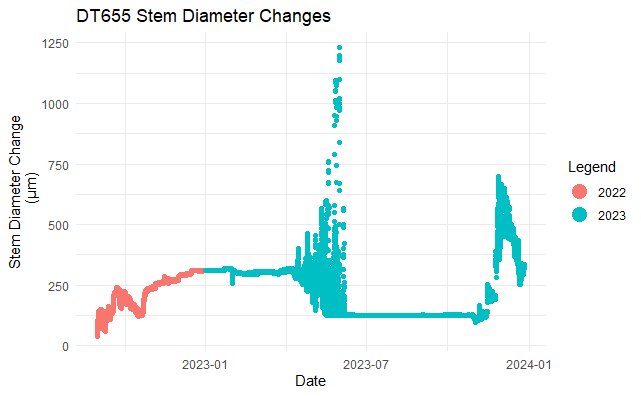 DT655 Stem Diameter Changes
1250
1000
750
500
250
0
Stem Diameter Change
(μm)
2023-01
2023-07
2024-01
Date
Legend
2022
2023